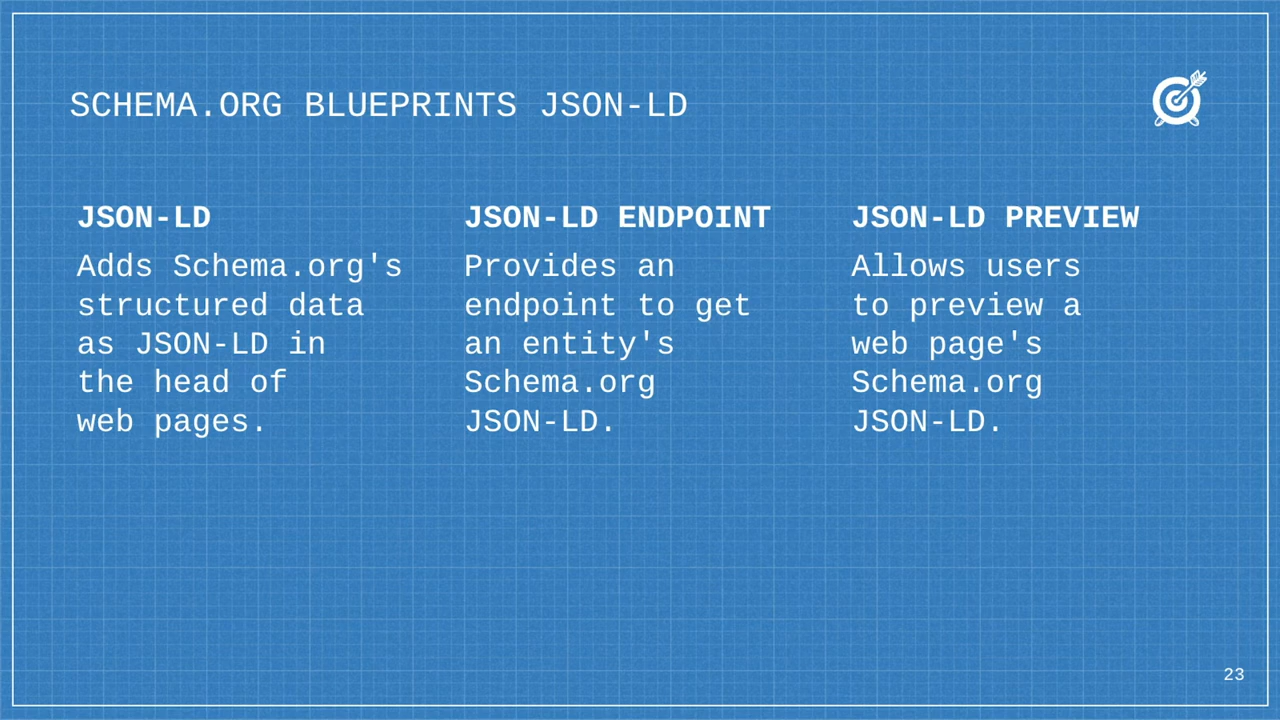 SCHEMA.ORG BLUEPRINTS JSON-LD
JSON-LD
Adds Schema.org's
structured data
as JSON-LD in
the head of
web pages.
JSON-LD ENDPOINT
Provides an
endpoint to get
an entity's
Schema.org
JSON-LD.
JSON-LD PREVIEW
Allows users
to preview a
web page's
Schema.org
JSON-LD.
23